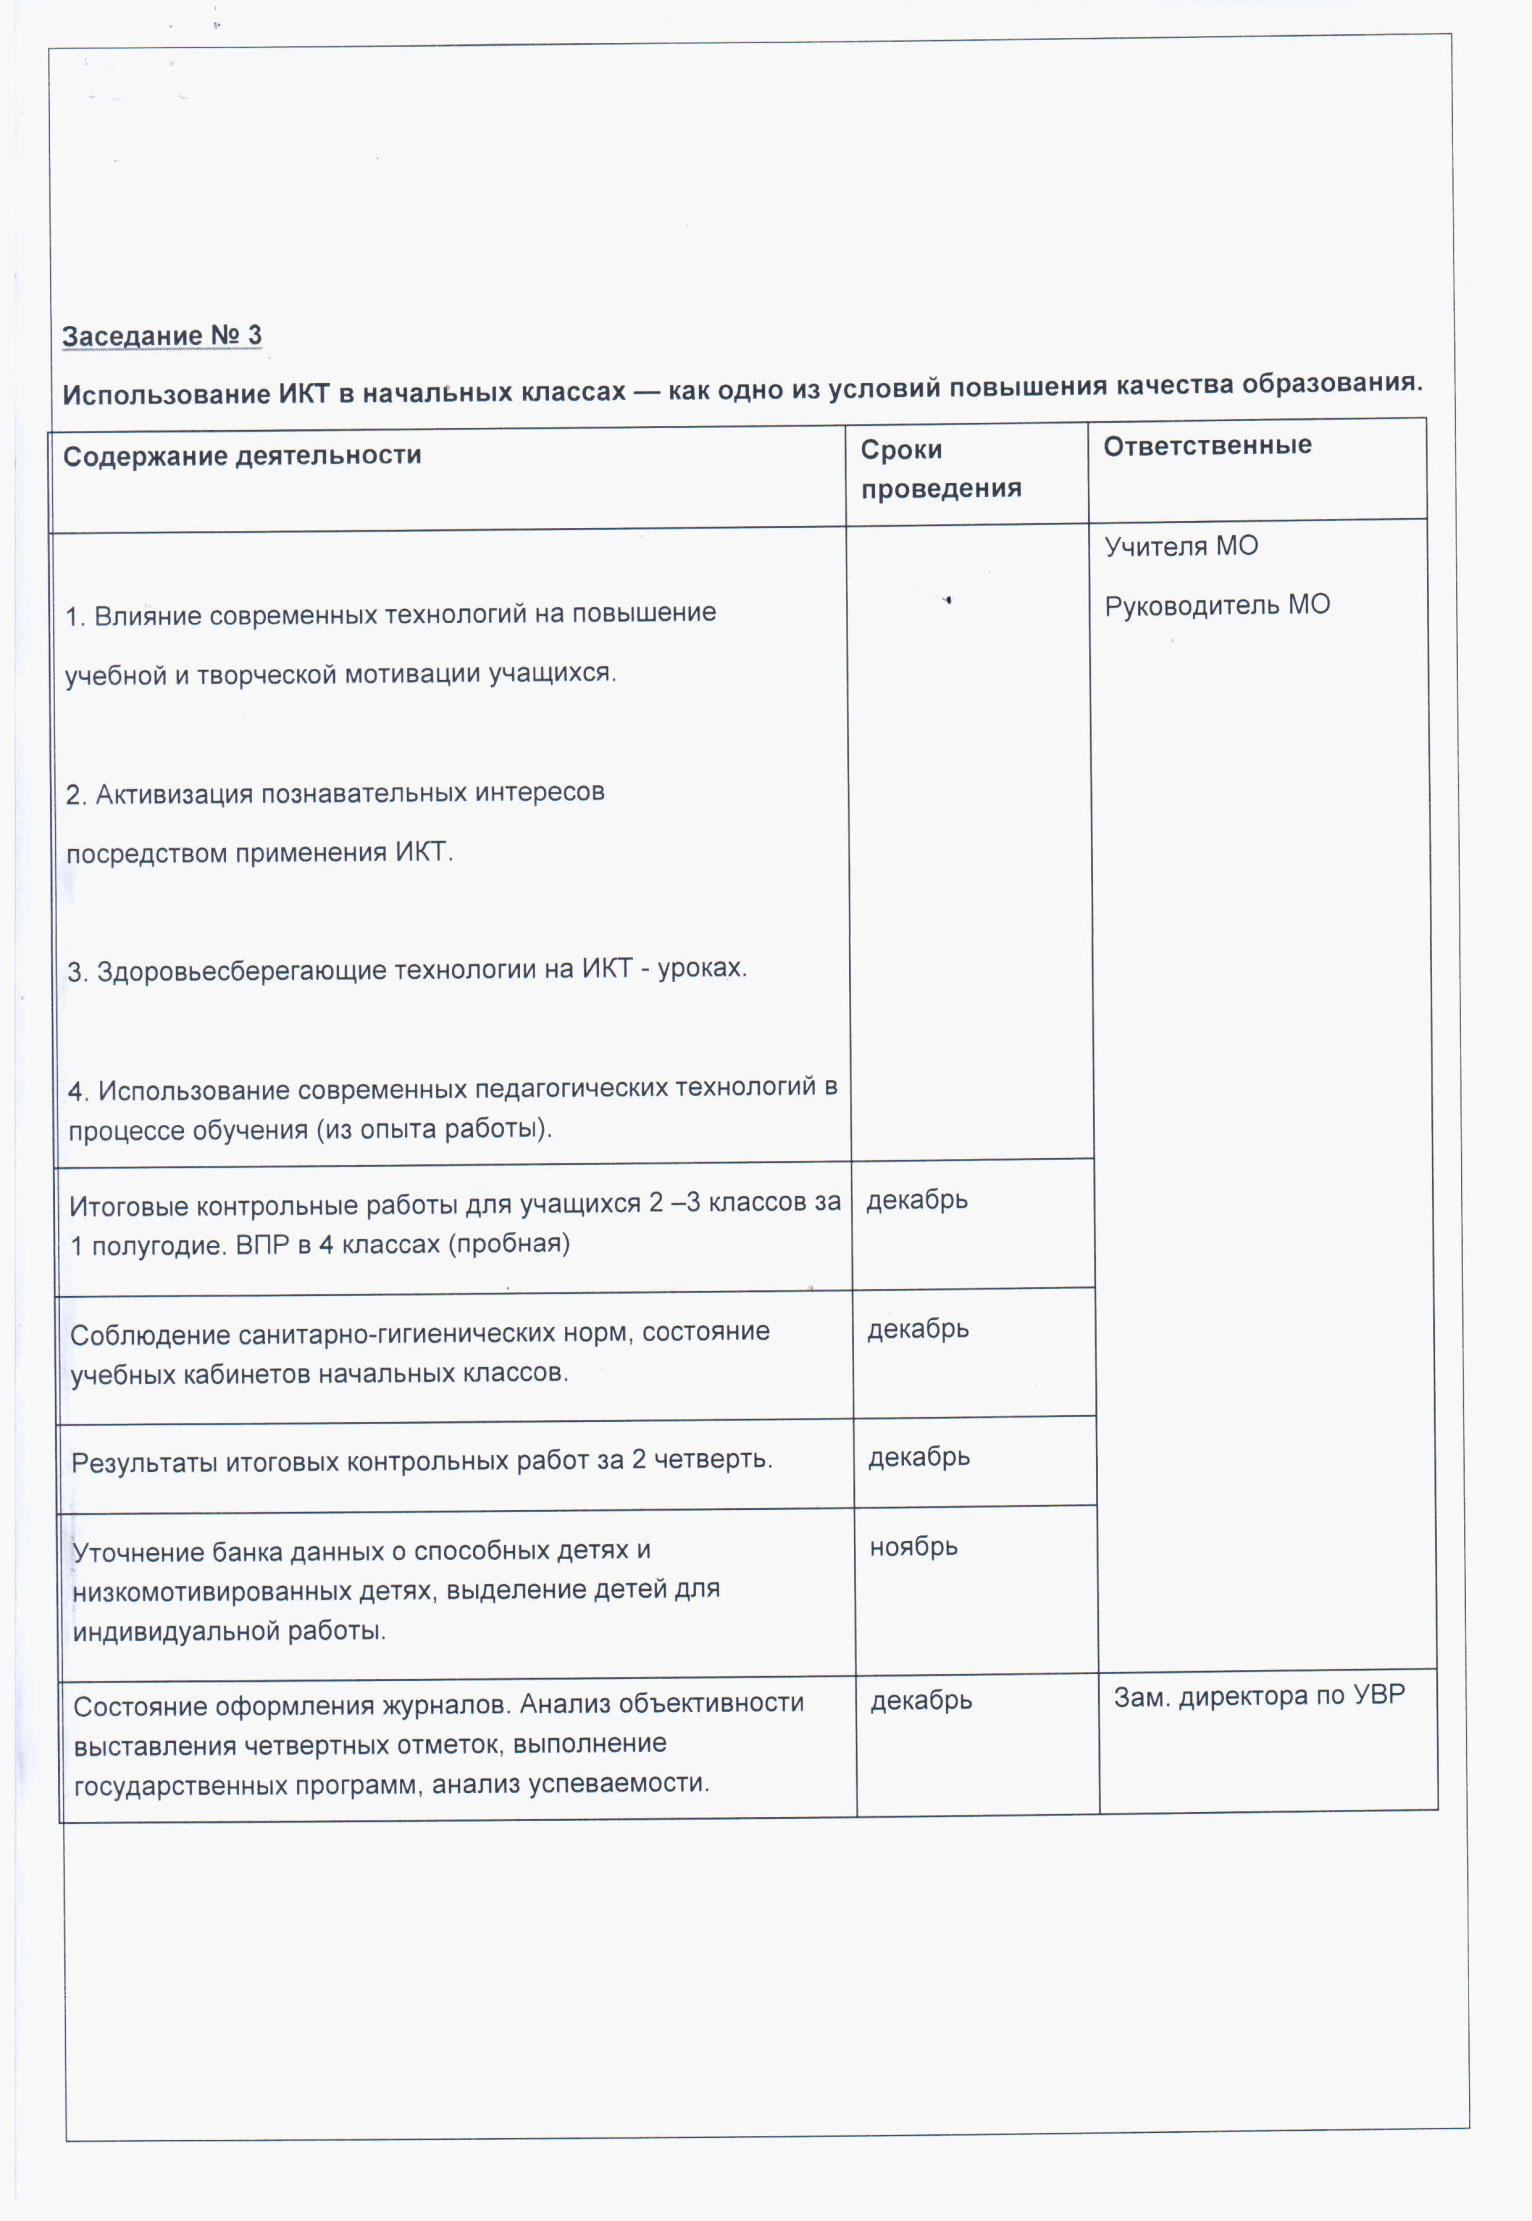 Заседание № 3
Использование ИКТ в начальных классах — как одно из условий повышения качества образования.
Содержание деятельности
Сроки
проведения
Ответственные
1. Влияние современных технологий на повышение
учебной и творческой мотивации учащихся.
2. Активизация познавательных интересов
посредством применения ИКТ.
3. Здоровьесберегающие технологии на ИКТ - уроках.
4. Использование современных педагогических технологий в
процессе обучения (из опыта работы).
Учителя МО
Руководитель МО
Итоговые контрольные работы для учащихся 2 –3 классов за
1 полугодие. ВПР в 4 классах (пробная)
декабрь
Соблюдение санитарно-гигиенических норм, состояние
учебных кабинетов начальных классов.
декабрь
Результаты итоговых контрольных работ за 2 четверть.
декабрь
Уточнение банка данных о способных детях и
низкомотивированных детях, выделение детей для
индивидуальной работы.
ноябрь
Состояние оформления журналов. Анализ объективности
выставления четвертных отметок, выполнение
государственных программ, анализ успеваемости.
декабрь
Зам. директора по УВР